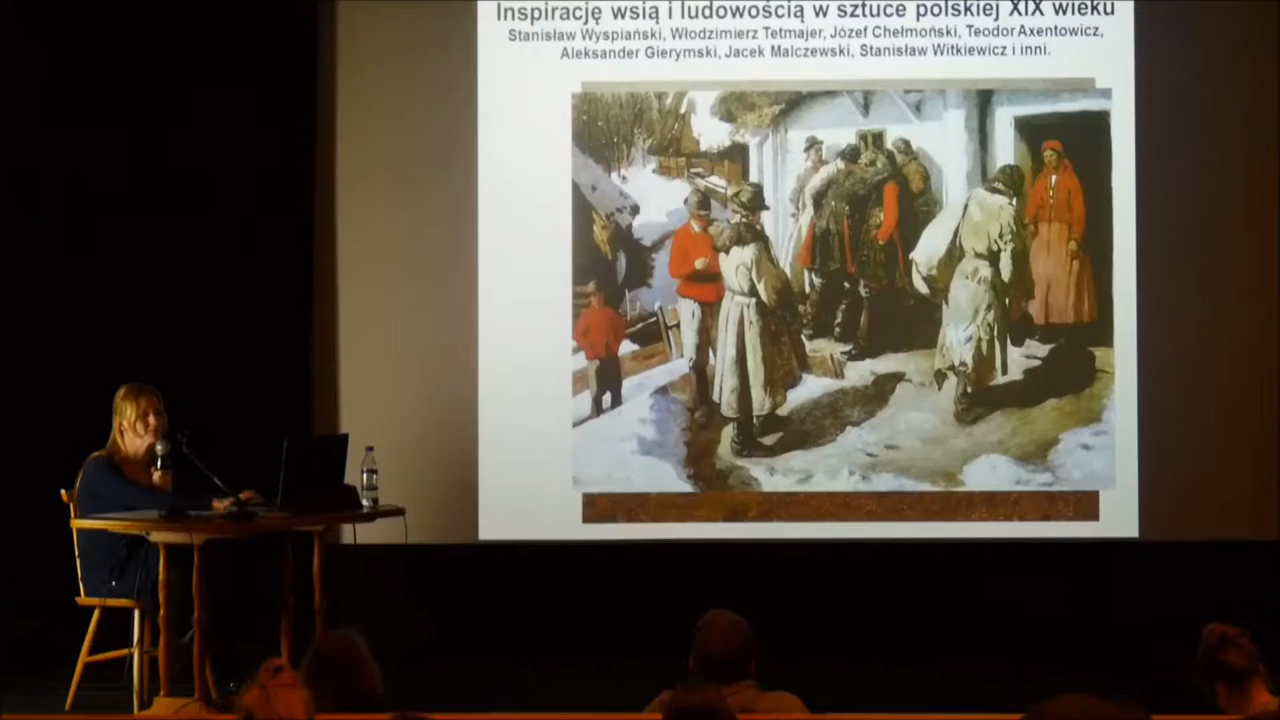 Inspirację wsią i ludowością w sztuce polskiej XIX wieku
Stanisław Wyspiański, Włodzimierz Tetmajer, Józef Chełmoński, Teodor Axentowicz,
Aleksander Gierymski, Jacek Malczewski, Stanisław Witkiewicz i inni.